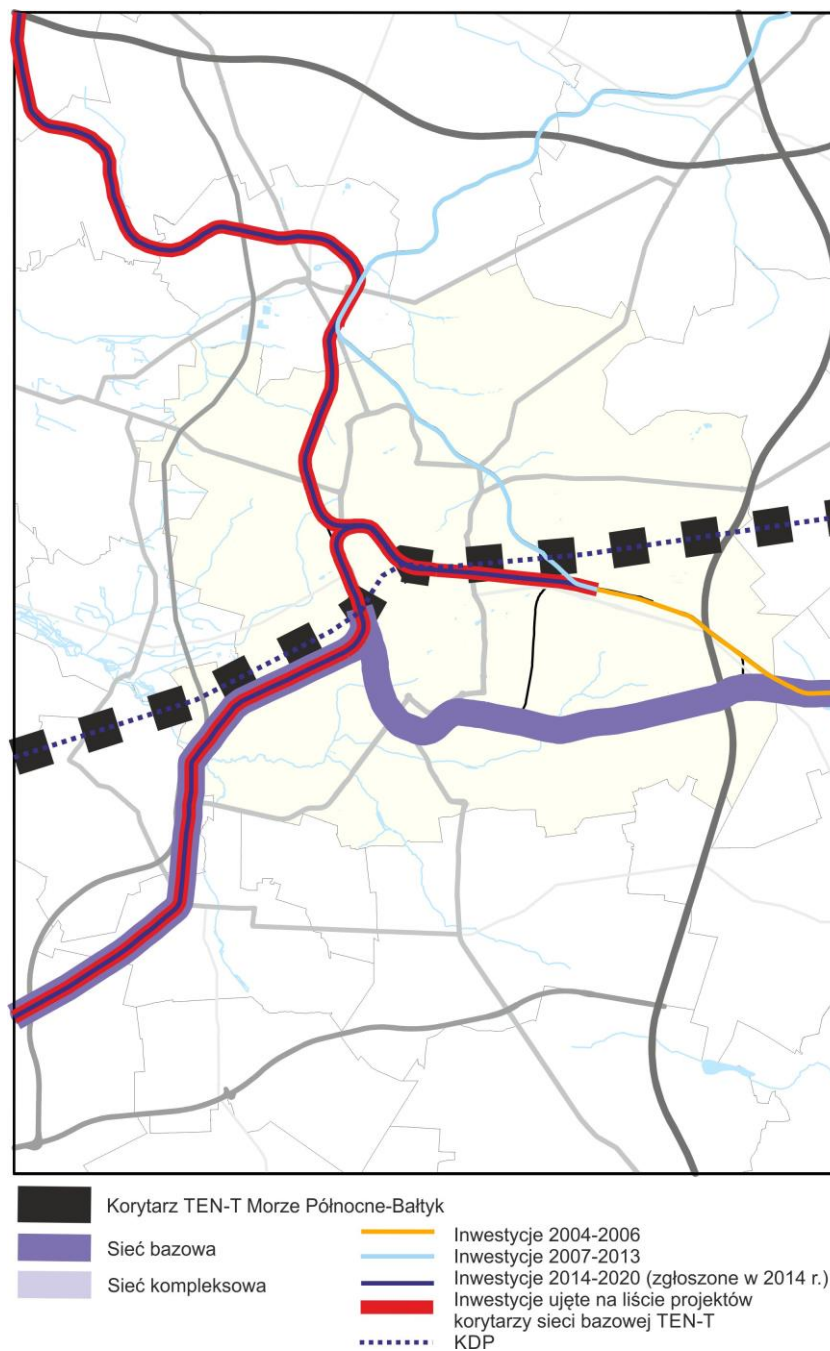 Korytarz TEN-T Morze Północne-Bałtyk
Sieć bazowa
Sieć kompleksowa
Inwestycje 2004-2006
Inwestycje 2007-2013
Inwestycje 2014-2020 (zgłoszone w 2014 r.)
Inwestycje ujęte na liście projektów
korytarzy sieci bazowej TEN-T
KDP